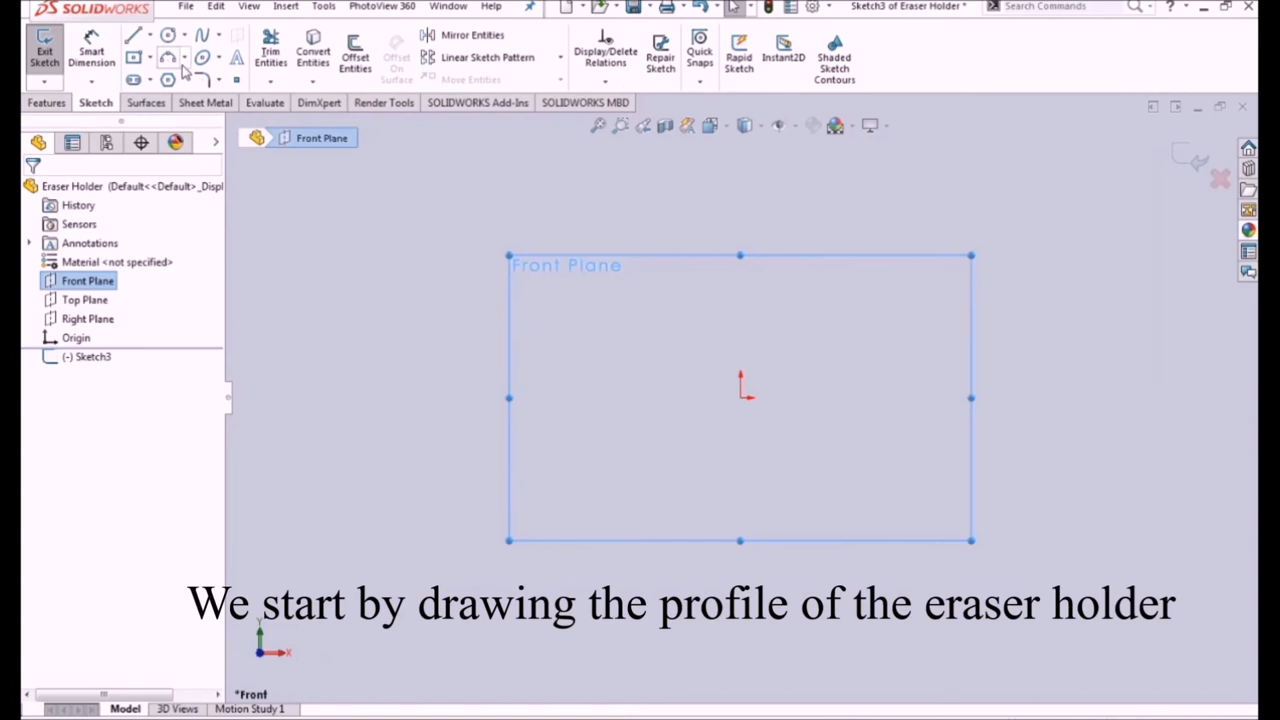 SOLIDWORKS File Edit View Insert Tools PhotoView 360 Window Help Sketch3 of Eraser Holder * Search Commands
Exit Sketch
Smart Dimension
Trim Entities
Convert Entities
Offset Entities
Offset On Surface
Mirror Entities
Linear Sketch Pattern
Move Entities
Display/Delete Relations
Repair Sketch
Quick Snaps
Rapid Sketch
Instant2D
Shaded Sketch Contours
Features Sketch Surfaces Sheet Metal Evaluate DimXpert Render Tools SOLIDWORKS Add-Ins SOLIDWORKS MBD
Front Plane
Eraser Holder (Default<<Default>_Displ
History
Sensors
Annotations
Material <not specified>
Front Plane
Top Plane
Right Plane
Origin
(-) Sketch3
Front Plane
We start by drawing the profile of the eraser holder
Y
X
*Front
Model 3D Views Motion Study 1